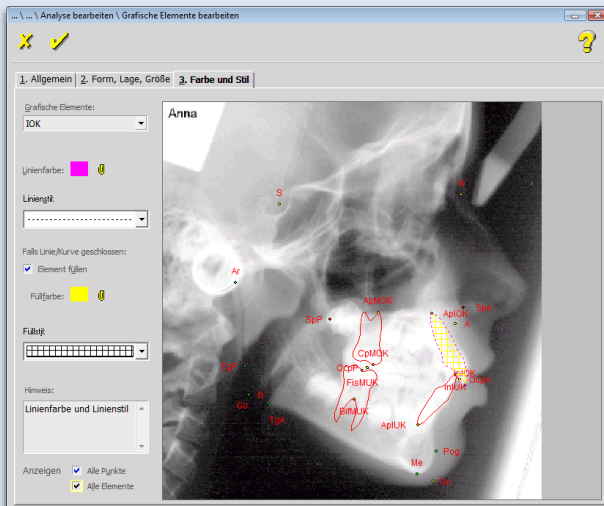 ... \ ... \ Analyse bearbeiten \ Grafische Elemente bearbeiten
1. Allgemein
2. Form, Lage, Größe
3. Farbe und Stil
Grafische Elemente:
IOK
Linienfarbe:
Linienstil:
Falls Linie/Kurve geschlossen:
Element füllen
Füllfarbe:
Füllstil:
Hinweis:
Linienfarbe und Linienstil
Anzeigen
Alle Punkte
Alle Elemente
Anna
S
N
Ar
ApMOK
SpA
SpP
ApIOK
A
CpMOK
OcpP
InIOK
OcpA
InIUK
FisMUK
B
Go
BifMUK
TgA
ApIUK
Pog
Me
Gn